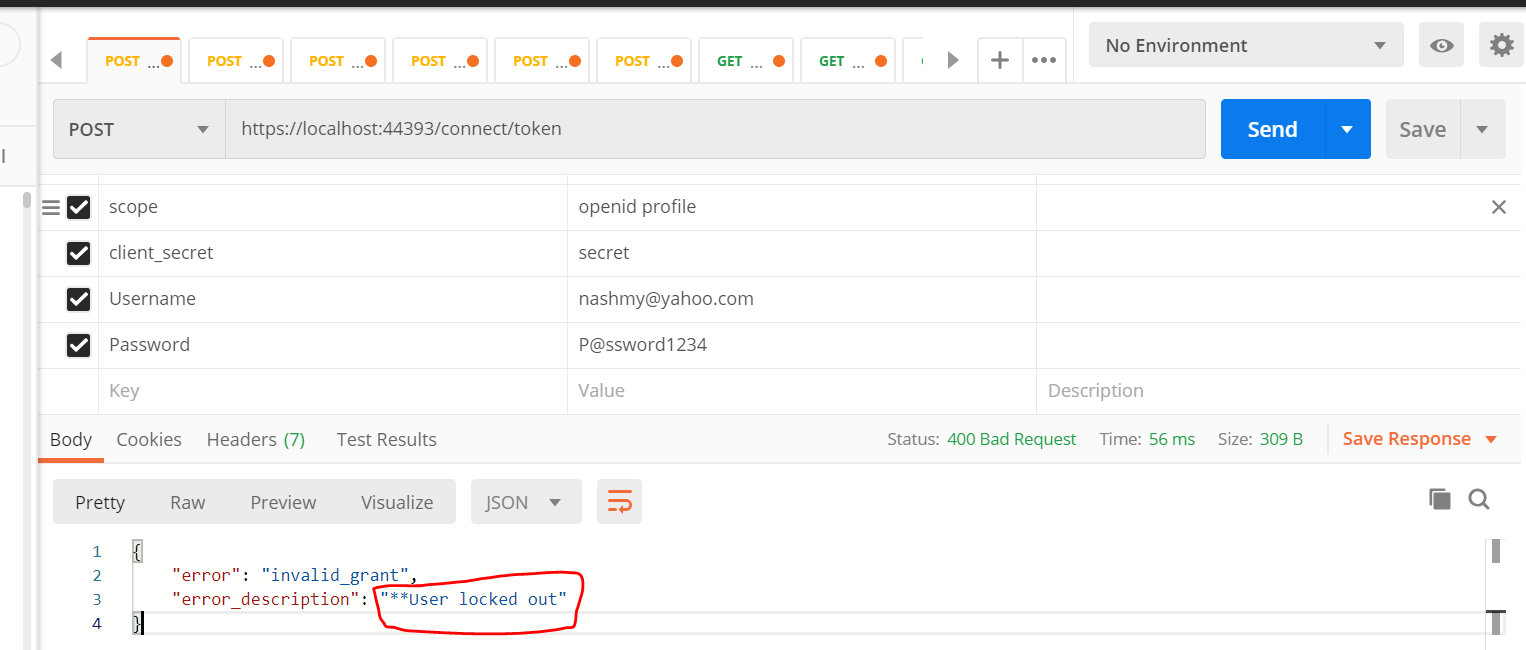 POST ... POST ... POST ... POST ... POST ... POST ... GET ... GET ... No Environment
POST https://localhost:44393/connect/token Send Save
scope openid profile
client_secret secret
Username nashmy@yahoo.com
Password P@ssword1234
Key Value Description
Body Cookies Headers (7) Test Results Status: 400 Bad Request Time: 56 ms Size: 309 B Save Response
Pretty Raw Preview Visualize JSON
1 {
2 "error": "invalid_grant",
3 "error_description": "**User locked out"
4 }